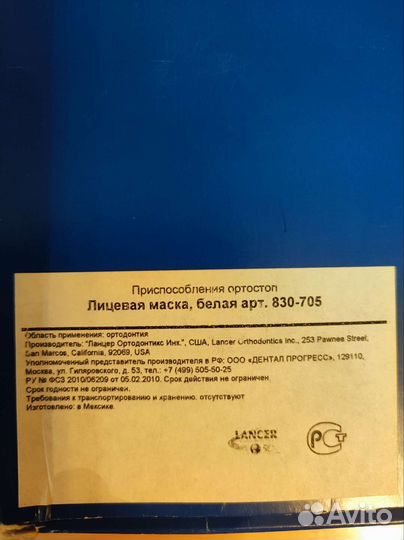 Приспособления ортостоп
Лицевая маска, белая арт. 830-705
Область применения: ортодонтия
Производитель: "Ланцер Ортодонтикс Инк.", США, Lancer Orthodontics Inc., 253 Pawnee Street,
San Marcos, California, 92069, USA
Уполномоченный представитель производителя в РФ: ООО «ДЕНТАЛ ПРОГРЕСС», 129110,
Москва, ул. Гиляровского, д. 53, тел.: +7 (499) 505-50-25
РУ № ФСЗ 2010/06209 от 05.02.2010. Срок действия не ограничен.
Срок годности не ограничен.
Требования к транспортированию и хранению: отсутствуют
Изготовлено: в Мексике.
LANCER
РСТ
Avito